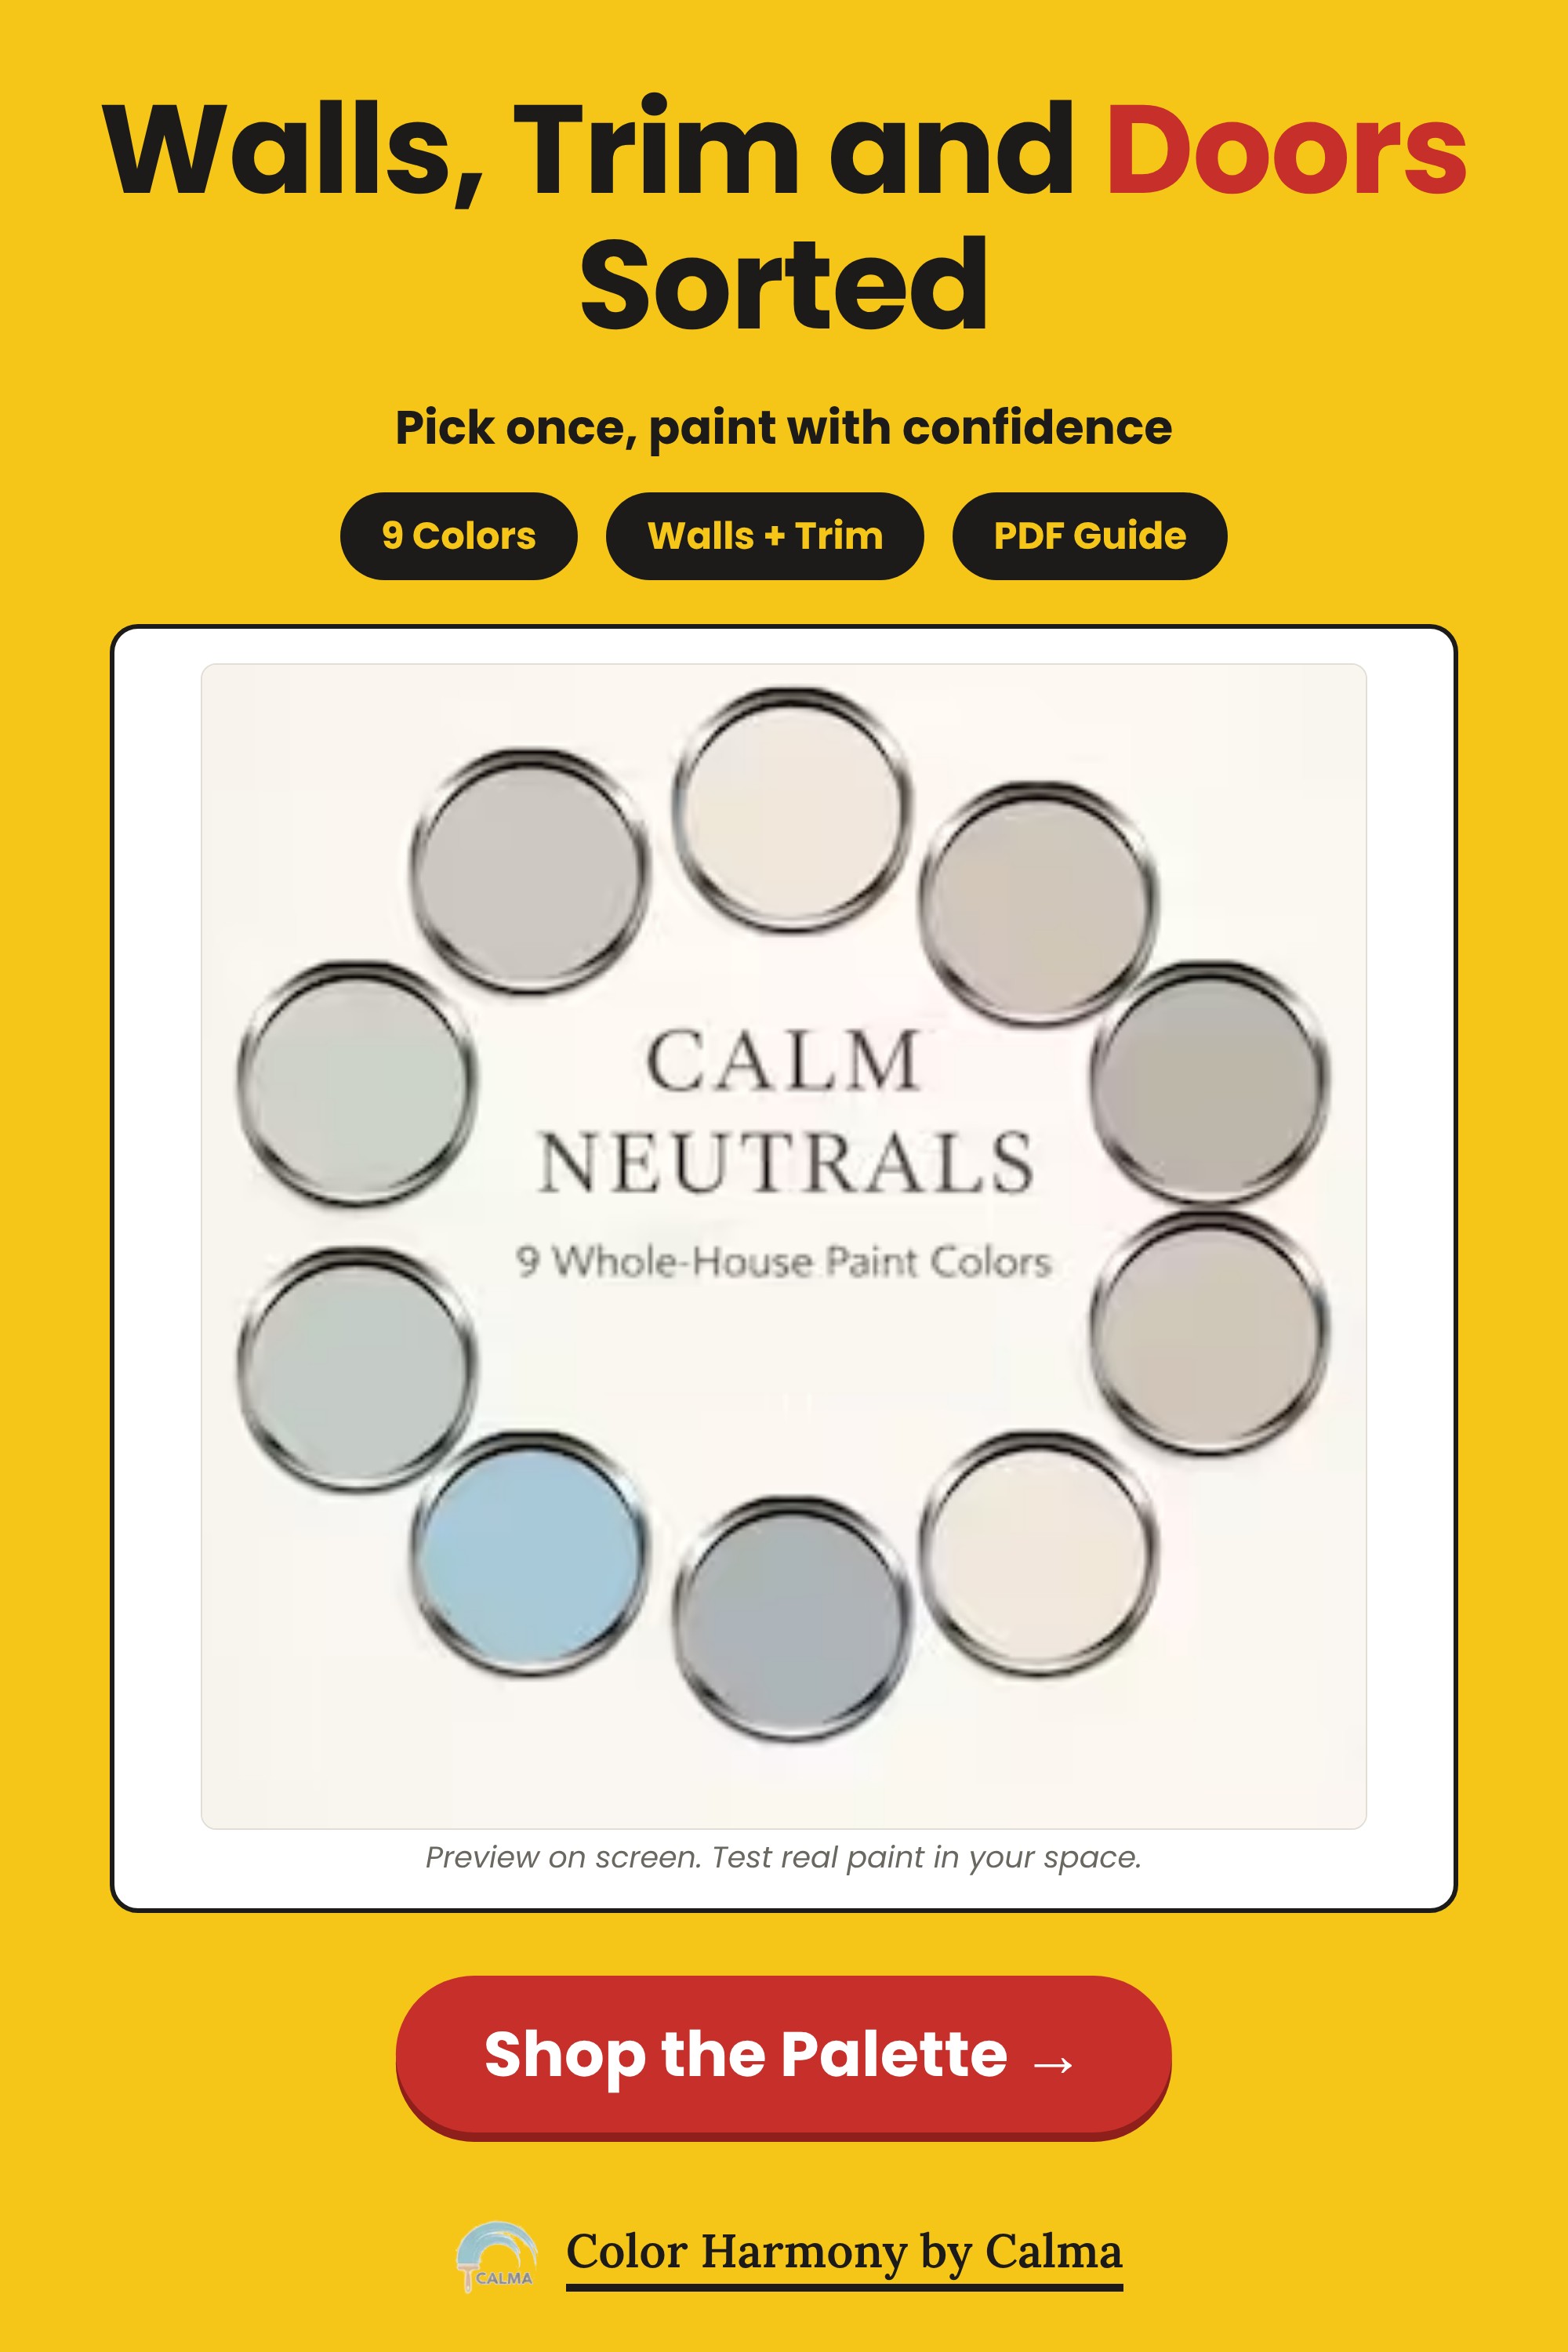 Walls, Trim and Doors
Sorted
Pick once, paint with confidence
9 Colors
Walls + Trim
PDF Guide
CALM
NEUTRALS
9 Whole-House Paint Colors
Preview on screen. Test real paint in your space.
Shop the Palette →
CALMA
Color Harmony by Calma